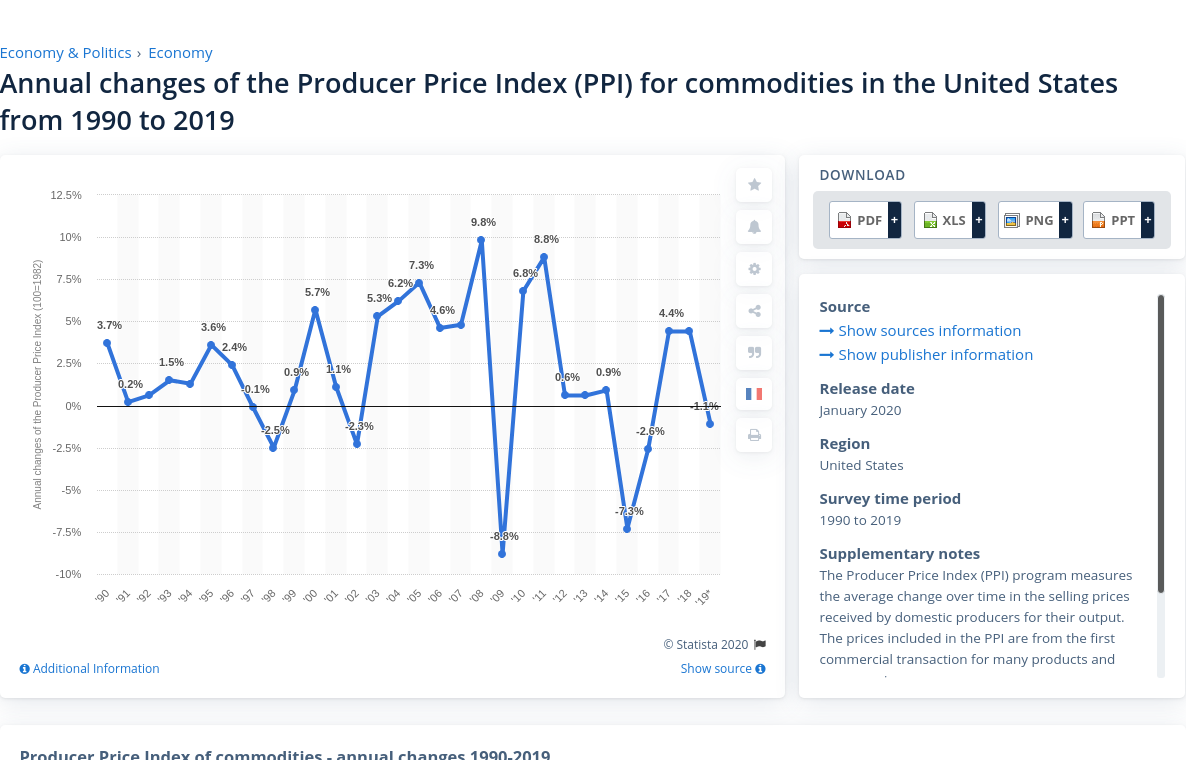 Economy & Politics › Economy
Annual changes of the Producer Price Index (PPI) for commodities in the United States
from 1990 to 2019
Annual changes of the Producer Price Index (100=1982)
12.5%
10%
7.5%
5%
2.5%
0%
-2.5%
-5%
-7.5%
-10%
3.7%
0.2%
1.5%
3.6%
2.4%
-0.1%
-2.5%
0.9%
5.7%
1.1%
-2.3%
5.3%
6.2%
7.3%
4.6%
9.8%
-8.8%
6.8%
8.8%
0.6%
0.9%
-7.3%
-2.6%
4.4%
-1.1%
'90 '91 '92 '93 '94 '95 '96 '97 '98 '99 '00 '01 '02 '03 '04 '05 '06 '07 '08 '09 '10 '11 '12 '13 '14 '15 '16 '17 '18 '19*
© Statista 2020
Additional Information
Show source
DOWNLOAD
PDF + XLS + PNG + PPT +
Source
Show sources information
Show publisher information
Release date
January 2020
Region
United States
Survey time period
1990 to 2019
Supplementary notes
The Producer Price Index (PPI) program measures
the average change over time in the selling prices
received by domestic producers for their output.
The prices included in the PPI are from the first
commercial transaction for many products and
Producer Price Index of commodities - annual changes 1990-2019